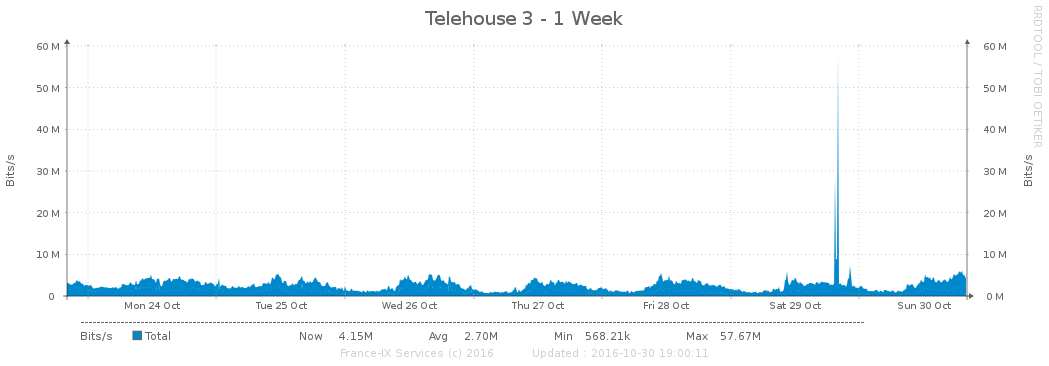 Telehouse 3 - 1 Week
RRDTOOL / TOBI OETIKER
60 M 60 M
50 M 50 M
40 M 40 M
30 M 30 M
20 M 20 M
10 M 10 M
0 0 M
Bits/s
Bits/s
Mon 24 Oct Tue 25 Oct Wed 26 Oct Thu 27 Oct Fri 28 Oct Sat 29 Oct Sun 30 Oct
Bits/s Total Now 4.15M Avg 2.70M Min 568.21k Max 57.67M
France-IX Services (c) 2016 Updated : 2016-10-30 19:00:11